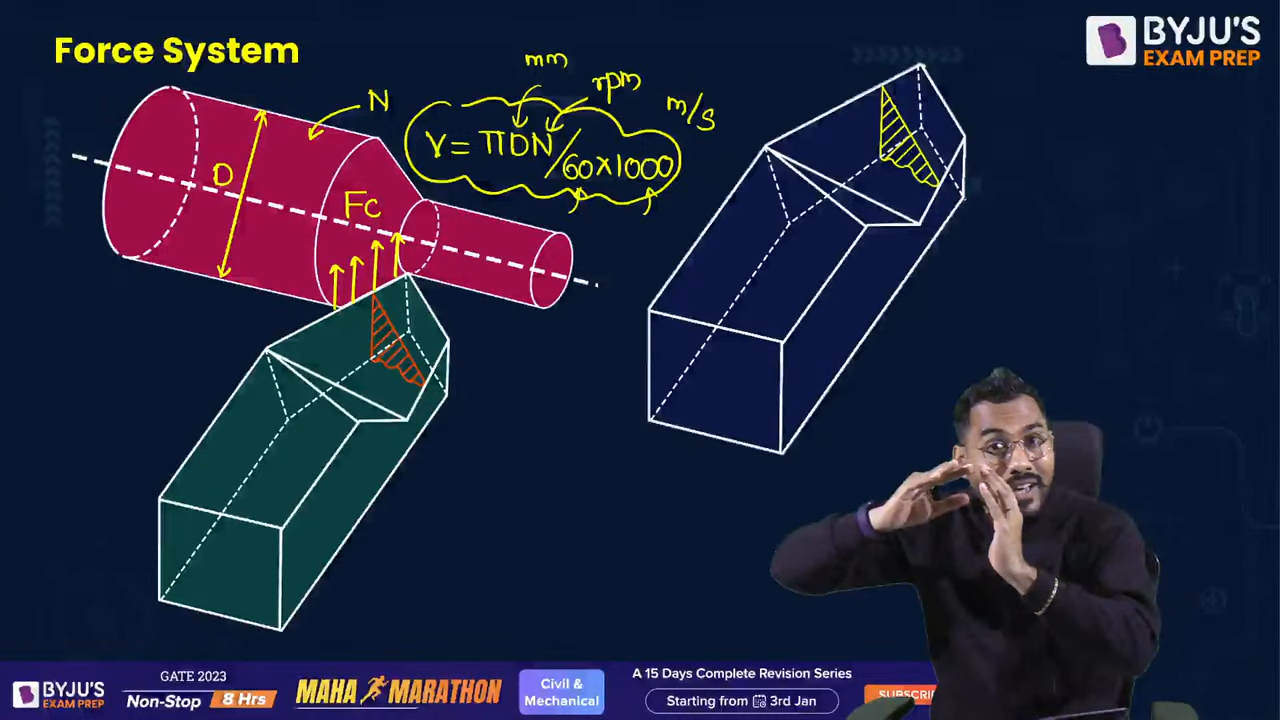 Force System
BYJU'S
EXAM PREP
mm
rpm
m/s
N
V = πDN/60×1000
D
Fc
BYJU'S
EXAM PREP
GATE 2023
Non-Stop 8 Hrs
MAHA MARATHON
Civil &
Mechanical
A 15 Days Complete Revision Series
Starting from 3rd Jan